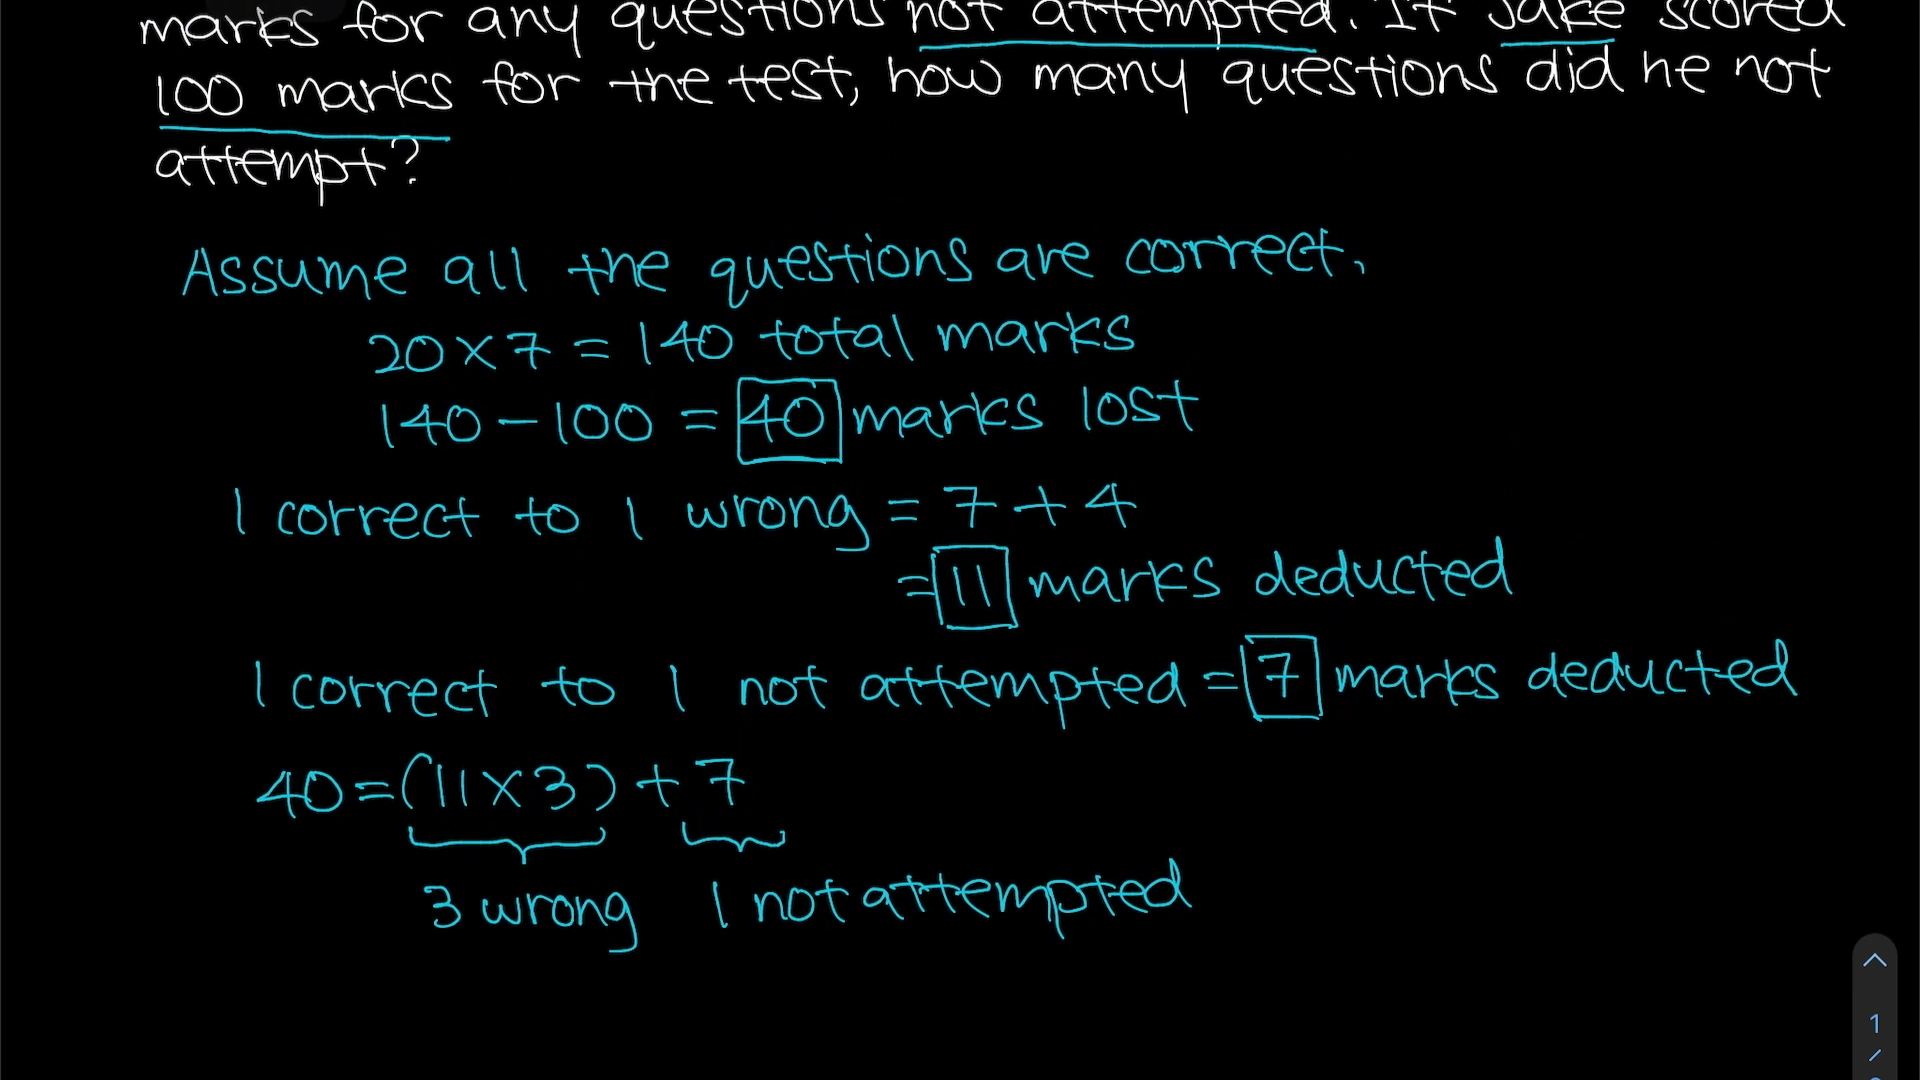 marks for any questions not attempted. If Jake scored
100 marks for the test, how many questions did he not
attempt?
Assume all the questions are correct.
20 × 7 = 140 total marks
140 - 100 = 40 marks lost
1 correct to 1 wrong = 7 + 4
= 11 marks deducted
1 correct to 1 not attempted = 7 marks deducted
40 = (11 × 3) + 7
3 wrong 1 not attempted
1
/